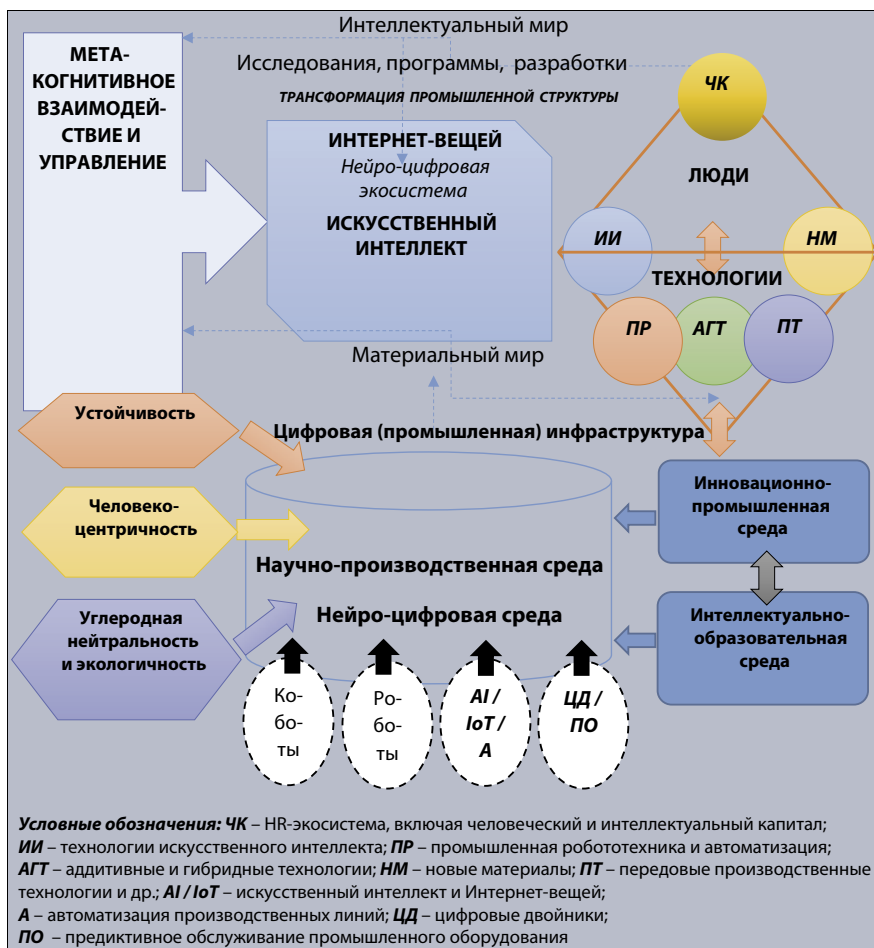 МЕТА-
КОГНИТИВНОЕ
ВЗАИМОДЕЙ-
СТВИЕ И
УПРАВЛЕНИЕ
Интеллектуальный мир
Исследования, программы, разработки
ТРАНСФОРМАЦИЯ ПРОМЫШЛЕННОЙ СТРУКТУРЫ
ИНТЕРНЕТ-ВЕЩЕЙ
Нейро-цифровая
экосистема
ИСКУССТВЕННЫЙ
ИНТЕЛЛЕКТ
ЧК
ЛЮДИ
ИИ
НМ
ТЕХНОЛОГИИ
ПР
АГТ
ПТ
Материальный мир
Устойчивость
Цифровая (промышленная) инфраструктура
Человеко-
центричность
Углеродная
нейтральность
и экологичность
Научно-производственная среда
Нейро-цифровая среда
Инновационно-
промышленная
среда
Интеллектуально-
образовательная
среда
Ко-
бо-
ты
Ро-
бо-
ты
AI /
IoT /
А
ЦД /
ПО
Условные обозначения: ЧК – HR-экосистема, включая человеческий и интеллектуальный капитал;
ИИ – технологии искусственного интеллекта; ПР – промышленная робототехника и автоматизация;
АГТ – аддитивные и гибридные технологии; НМ – новые материалы; ПТ – передовые производственные
технологии и др.; AI / IoT – искусственный интеллект и Интернет-вещей;
А – автоматизация производственных линий; ЦД – цифровые двойники;
ПО – предиктивное обслуживание промышленного оборудования